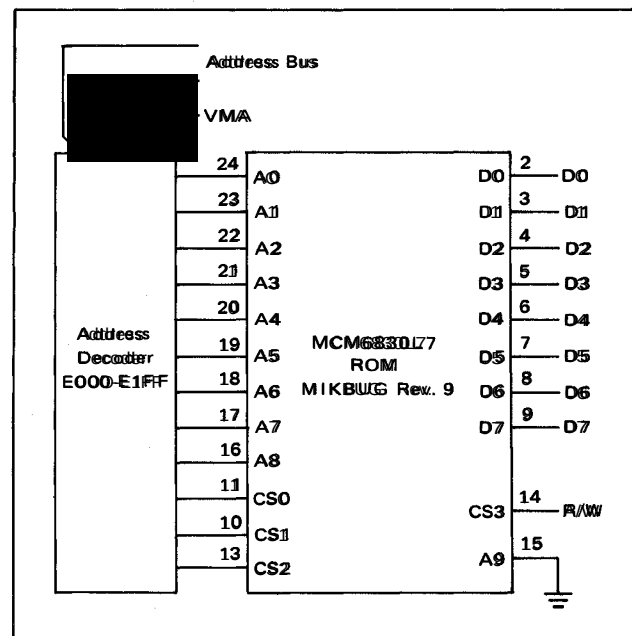 Address Bus
VMA
24 A0 D0 2 D0
23 A1 D1 3 D1
22 A2 D2 4 D2
21 A3 D3 5 D3
20 A4 D4 6 D4
19 A5 D5 7 D5
18 A6 D6 8 D6
17 A7 D7 9 D7
16 A8
11 CS0
10 CS1
13 CS2
CS3 14 R/W
A9 15
Address
Decoder
E000-E1FF
MCM6830L7
ROM
MIKBUG Rev. 9